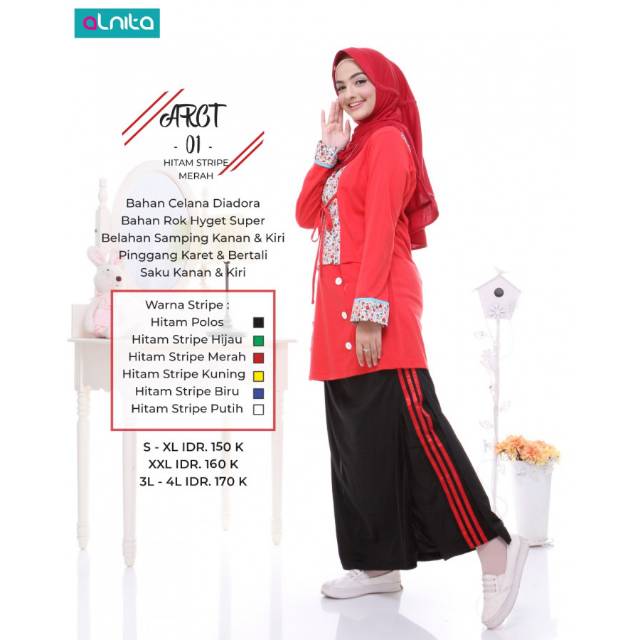 alnita
ARCT
- 01 -
HITAM STRIPE
MERAH
Bahan Celana Diadora
Bahan Rok Hyget Super
Belahan Samping Kanan & Kiri
Pinggang Karet & Bertali
Saku Kanan & Kiri
Warna Stripe :
Hitam Polos
Hitam Stripe Hijau
Hitam Stripe Merah
Hitam Stripe Kuning
Hitam Stripe Biru
Hitam Stripe Putih
S - XL IDR. 150 K
XXL IDR. 160 K
3L - 4L IDR. 170 K